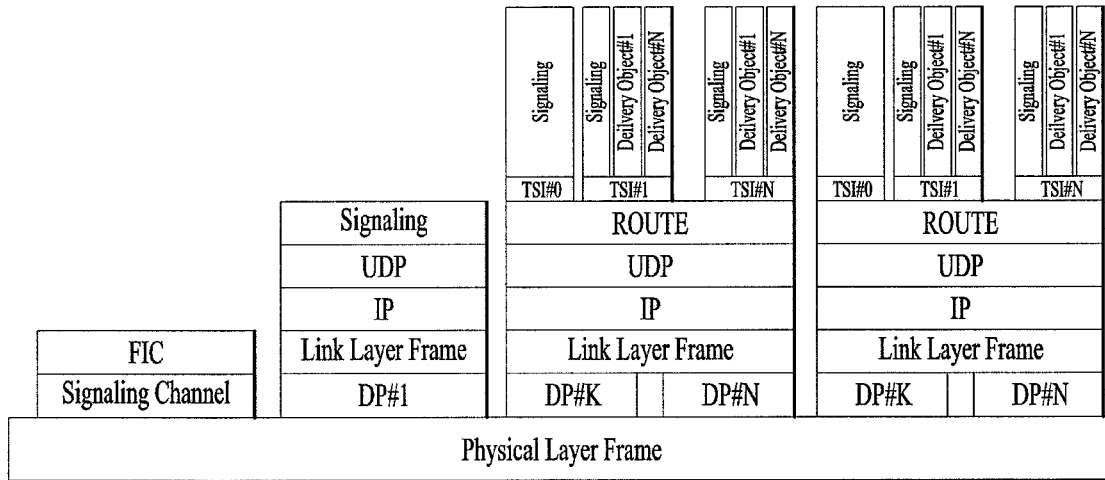 Signaling
Signaling
Deilvery Object#1
Delivery Object#N
Signaling
Deilvery Object#1
Delivery Object#N
Signaling
Signaling
Deilvery Object#1
Delivery Object#N
Signaling
Deilvery Object#1
Delivery Object#N
TSI#0 TSI#1 TSI#N TSI#0 TSI#1 TSI#N
Signaling ROUTE ROUTE
UDP UDP UDP
IP IP IP
FIC Link Layer Frame Link Layer Frame Link Layer Frame
Signaling Channel DP#1 DP#K DP#N DP#K DP#N
Physical Layer Frame